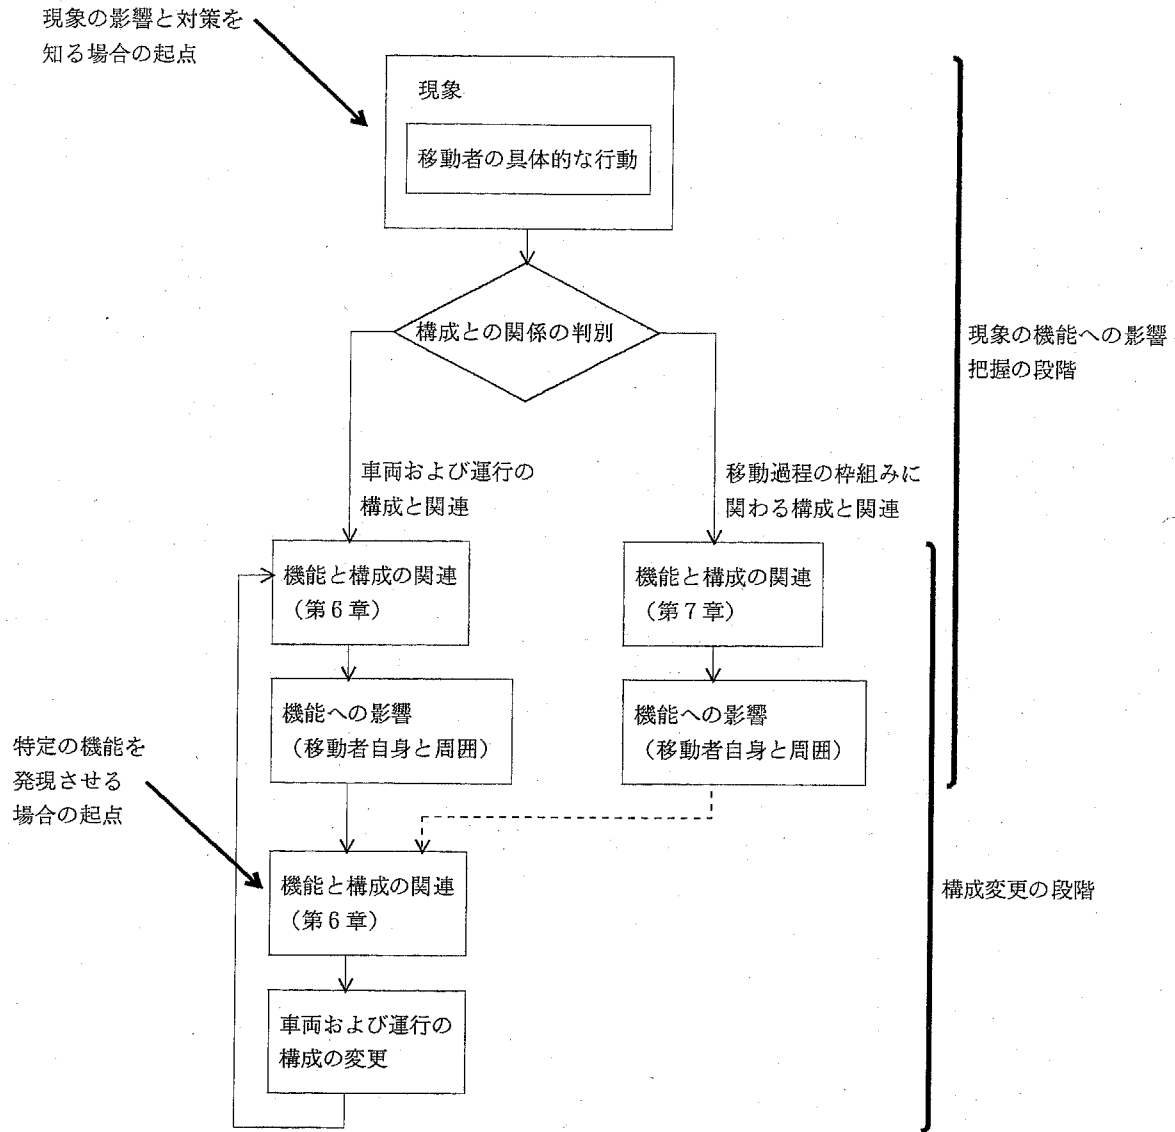 現象の影響と対策を
知る場合の起点
現象
移動者の具体的な行動
構成との関係の判別
現象の機能への影響
把握の段階
車両および運行の
構成と関連
移動過程の枠組みに
関わる構成と関連
機能と構成の関連
（第6章）
機能と構成の関連
（第7章）
機能への影響
（移動者自身と周囲）
機能への影響
（移動者自身と周囲）
特定の機能を
発現させる
場合の起点
機能と構成の関連
（第6章）
構成変更の段階
車両および運行の
構成の変更